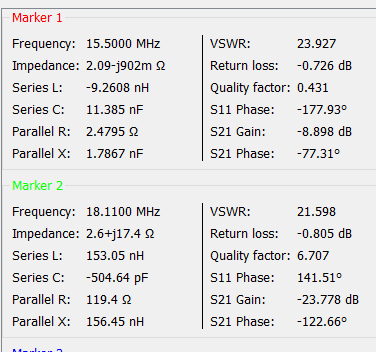 Marker 1
Frequency: 15.5000 MHz VSWR: 23.927
Impedance: 2.09-j902m Ω Return loss: -0.726 dB
Series L: -9.2608 nH Quality factor: 0.431
Series C: 11.385 nF S11 Phase: -177.93°
Parallel R: 2.4795 Ω S21 Gain: -8.898 dB
Parallel X: 1.7867 nF S21 Phase: -77.31°
Marker 2
Frequency: 18.1100 MHz VSWR: 21.598
Impedance: 2.6+j17.4 Ω Return loss: -0.805 dB
Series L: 153.05 nH Quality factor: 6.707
Series C: -504.64 pF S11 Phase: 141.51°
Parallel R: 119.4 Ω S21 Gain: -23.778 dB
Parallel X: 156.45 nH S21 Phase: -122.66°